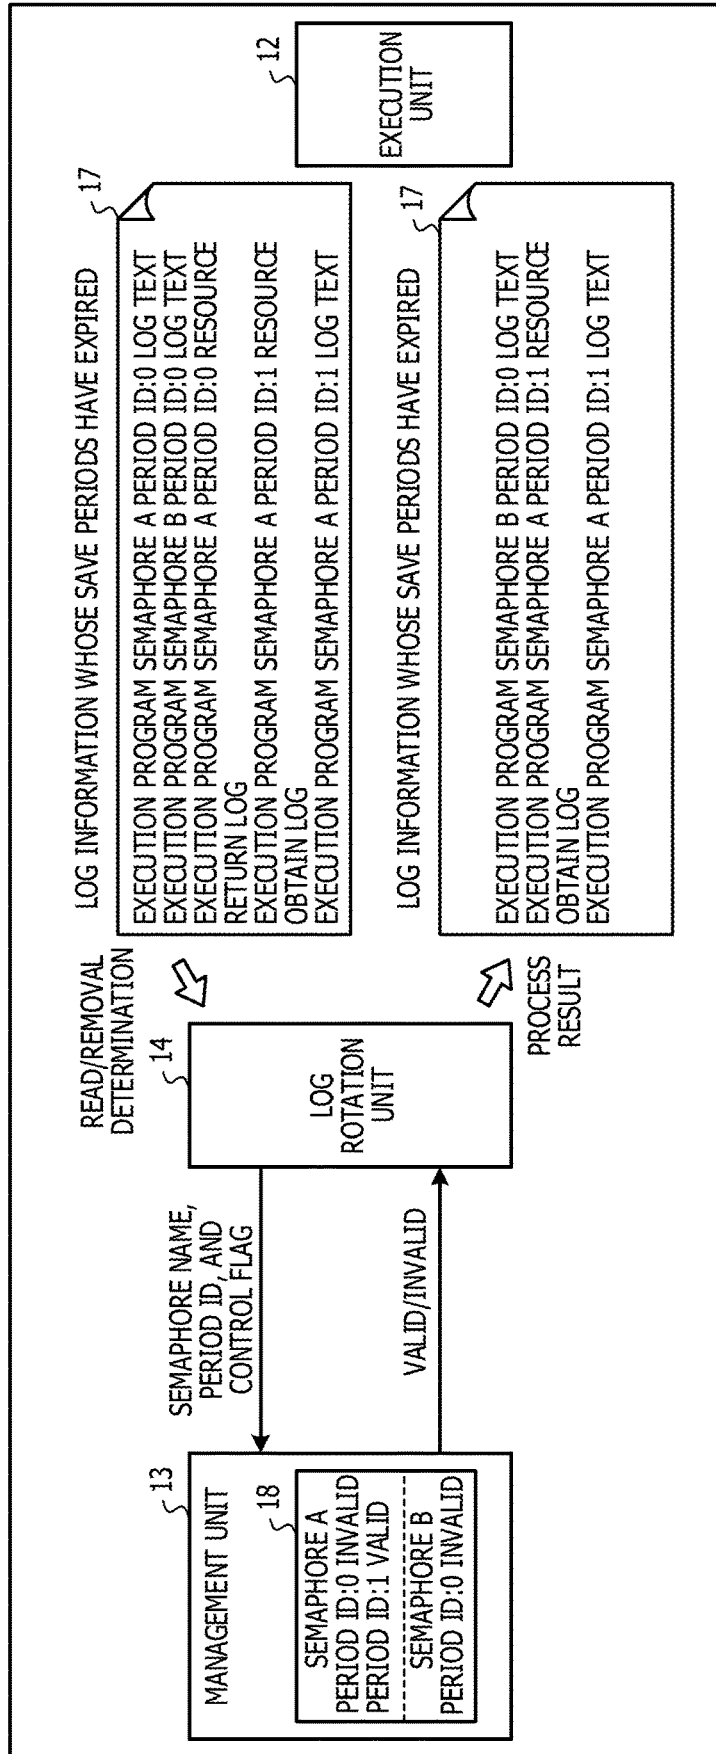 13
MANAGEMENT UNIT
18
SEMAPHORE A
PERIOD ID:0 INVALID
PERIOD ID:1 VALID
SEMAPHORE B
PERIOD ID:0 INVALID
SEMAPHORE NAME,
PERIOD ID, AND
CONTROL FLAG
VALID/INVALID
READ/REMOVAL
DETERMINATION
14
LOG
ROTATION
UNIT
PROCESS
RESULT
LOG INFORMATION WHOSE SAVE PERIODS HAVE EXPIRED
17
EXECUTION PROGRAM SEMAPHORE A PERIOD ID:0 LOG TEXT
EXECUTION PROGRAM SEMAPHORE B PERIOD ID:0 LOG TEXT
EXECUTION PROGRAM SEMAPHORE A PERIOD ID:0 RESOURCE
RETURN LOG
EXECUTION PROGRAM SEMAPHORE A PERIOD ID:1 RESOURCE
OBTAIN LOG
EXECUTION PROGRAM SEMAPHORE A PERIOD ID:1 LOG TEXT
LOG INFORMATION WHOSE SAVE PERIODS HAVE EXPIRED
17
EXECUTION PROGRAM SEMAPHORE B PERIOD ID:0 LOG TEXT
EXECUTION PROGRAM SEMAPHORE A PERIOD ID:1 RESOURCE
OBTAIN LOG
EXECUTION PROGRAM SEMAPHORE A PERIOD ID:1 LOG TEXT
12
EXECUTION
UNIT